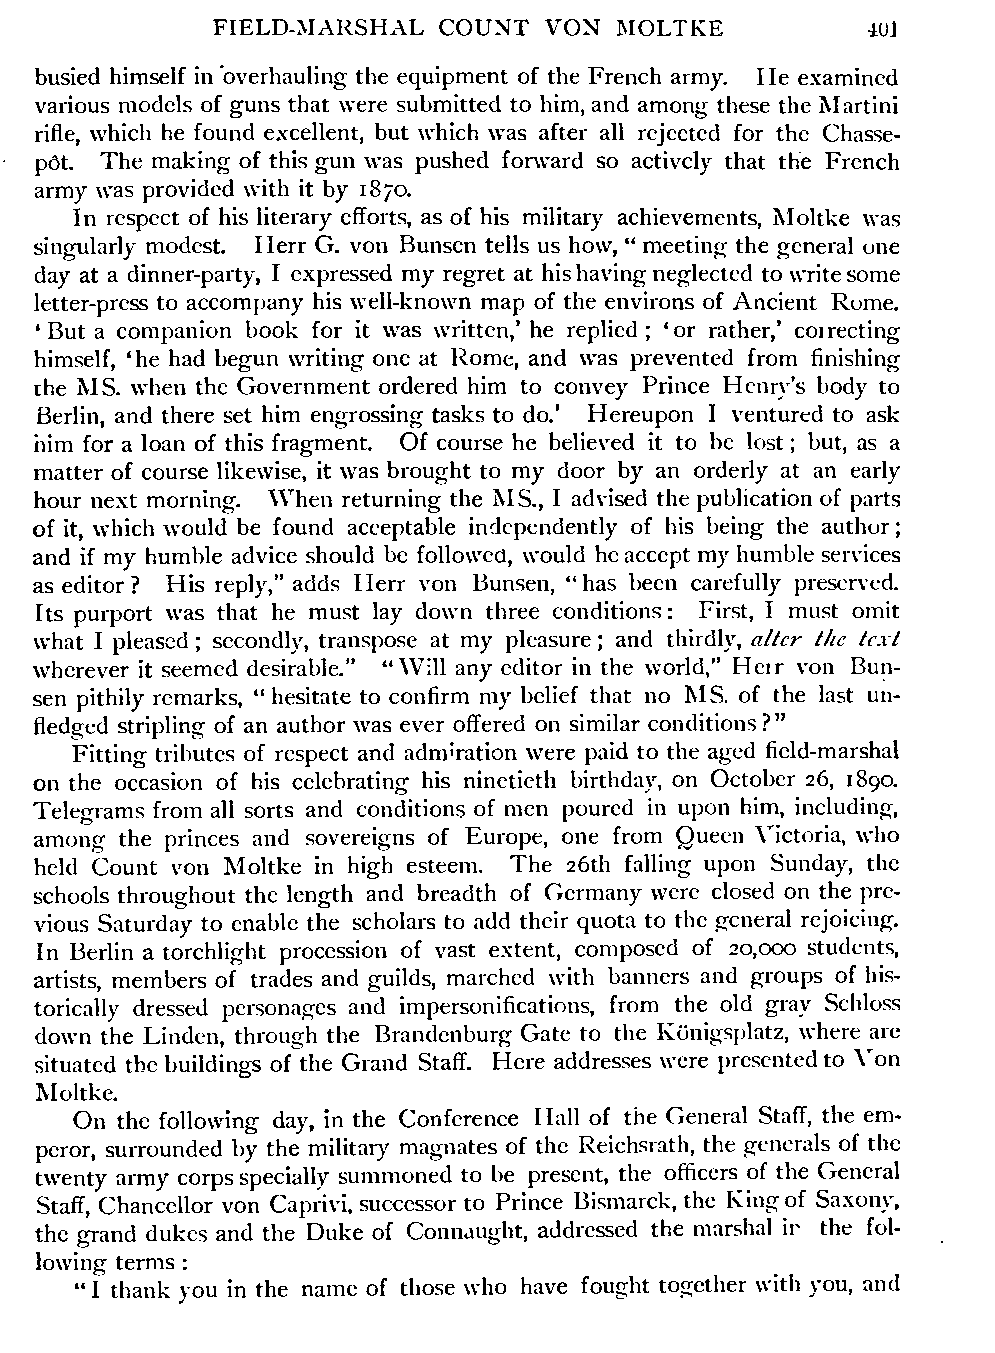 FIELD-MARSHAL COUNT VON MOLTKE 401
busied himself in overhauling the equipment of the French army. He examined
various models of guns that were submitted to him, and among these the Martini
rifle, which he found excellent, but which was after all rejected for the Chasse-
pôt. The making of this gun was pushed forward so actively that the French
army was provided with it by 1870.
In respect of his literary efforts, as of his military achievements, Moltke was
singularly modest. Herr G. von Bunsen tells us how, “ meeting the general one
day at a dinner-party, I expressed my regret at his having neglected to write some
letter-press to accompany his well-known map of the environs of Ancient Rome.
‘ But a companion book for it was written,’ he replied ; ‘ or rather,’ correcting
himself, ‘he had begun writing one at Rome, and was prevented from finishing
the MS. when the Government ordered him to convey Prince Henry's body to
Berlin, and there set him engrossing tasks to do.’ Hereupon I ventured to ask
him for a loan of this fragment. Of course he believed it to be lost ; but, as a
matter of course likewise, it was brought to my door by an orderly at an early
hour next morning. When returning the MS., I advised the publication of parts
of it, which would be found acceptable independently of his being the author ;
and if my humble advice should be followed, would he accept my humble services
as editor ? His reply,” adds Herr von Bunsen, “has been carefully preserved.
Its purport was that he must lay down three conditions : First, I must omit
what I pleased ; secondly, transpose at my pleasure ; and thirdly, alter the text
wherever it seemed desirable.” “Will any editor in the world,” Herr von Bun-
sen pithily remarks, “ hesitate to confirm my belief that no MS. of the last un-
fledged stripling of an author was ever offered on similar conditions ?”
Fitting tributes of respect and admiration were paid to the aged field-marshal
on the occasion of his celebrating his ninetieth birthday, on October 26, 1890.
Telegrams from all sorts and conditions of men poured in upon him, including,
among the princes and sovereigns of Europe, one from Queen Victoria, who
held Count von Moltke in high esteem. The 26th falling upon Sunday, the
schools throughout the length and breadth of Germany were closed on the pre-
vious Saturday to enable the scholars to add their quota to the general rejoicing.
In Berlin a torchlight procession of vast extent, composed of 20,000 students,
artists, members of trades and guilds, marched with banners and groups of his-
torically dressed personages and impersonifications, from the old gray Schloss
down the Linden, through the Brandenburg Gate to the Königsplatz, where are
situated the buildings of the Grand Staff. Here addresses were presented to Von
Moltke.
On the following day, in the Conference Hall of the General Staff, the em-
peror, surrounded by the military magnates of the Reichsrath, the generals of the
twenty army corps specially summoned to be present, the officers of the General
Staff, Chancellor von Caprivi, successor to Prince Bismarck, the King of Saxony,
the grand dukes and the Duke of Connaught, addressed the marshal in the fol-
lowing terms :
“ I thank you in the name of those who have fought together with you, and